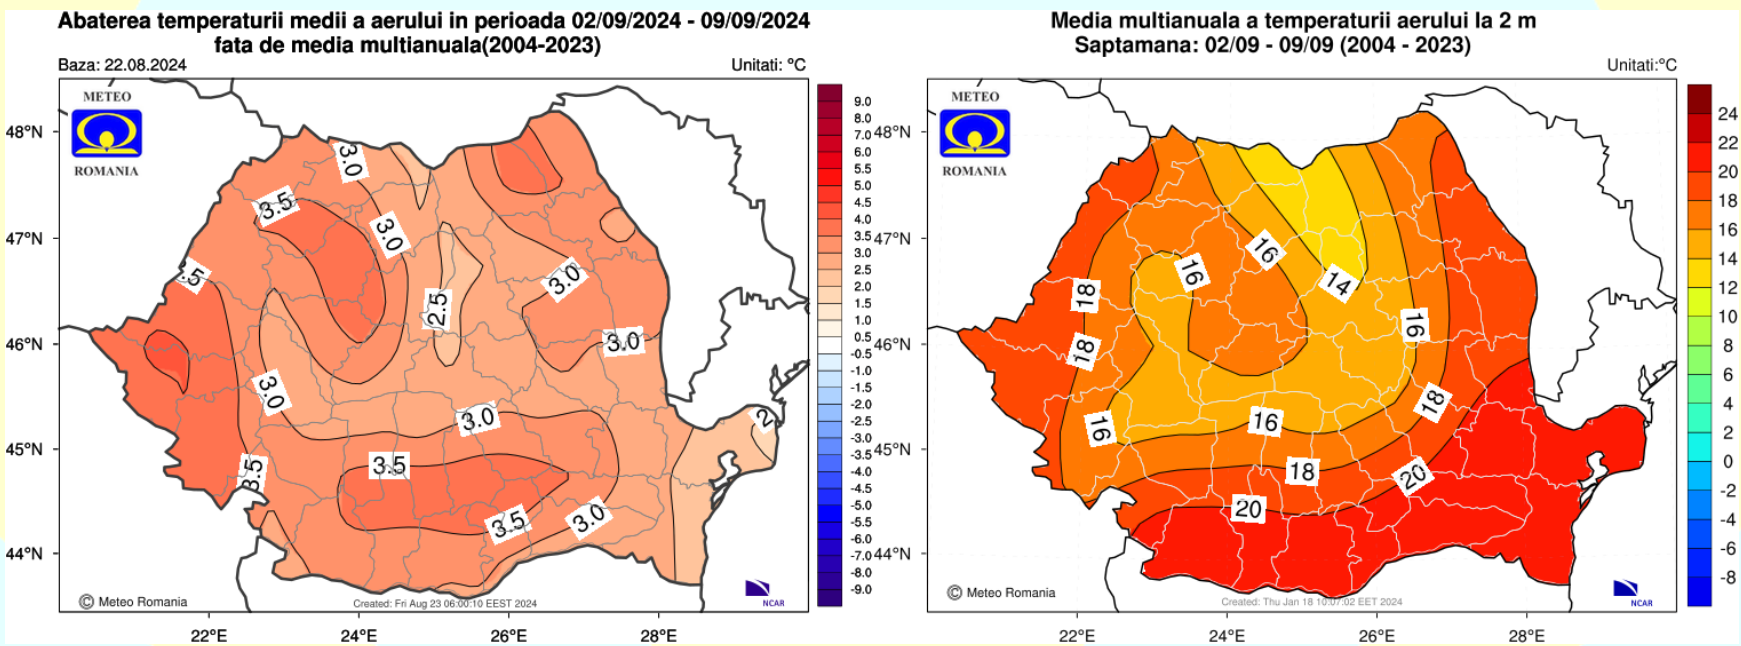 Abaterea temperaturii medii a aerului in perioada 02/09/2024 - 09/09/2024
fata de media multianuala(2004-2023)
Baza: 22.08.2024
Unitati: °C
METEO
ROMANIA
48°N
47°N
46°N
45°N
44°N
22°E
24°E
26°E
28°E
3.0
3.5
3.0
.5
2.5
3.0
3.0
3.0
3.0
3.5
3.5
3.5
3.0
2
9.0
8.0
7.0
6.0
5.5
5.0
4.5
4.0
3.5
3.0
2.5
2.0
1.5
1.0
0.5
-0.5
-1.0
-1.5
-2.0
-2.5
-3.0
-3.5
-4.0
-4.5
-5.0
-5.5
-6.0
-7.0
-8.0
-9.0
© Meteo Romania
Created: Fri Aug 23 06:00:10 EEST 2024
NCAR
Media multianuala a temperaturii aerului la 2 m
Saptamana: 02/09 - 09/09 (2004 - 2023)
Unitati:°C
METEO
ROMANIA
48°N
47°N
46°N
45°N
44°N
22°E
24°E
26°E
28°E
16
16
14
18
16
18
18
16
16
18
20
20
24
22
20
18
16
14
12
10
8
6
4
2
0
-2
-4
-6
-8
© Meteo Romania
Created: Thu Jan 18 10:07:02 EET 2024
NCAR